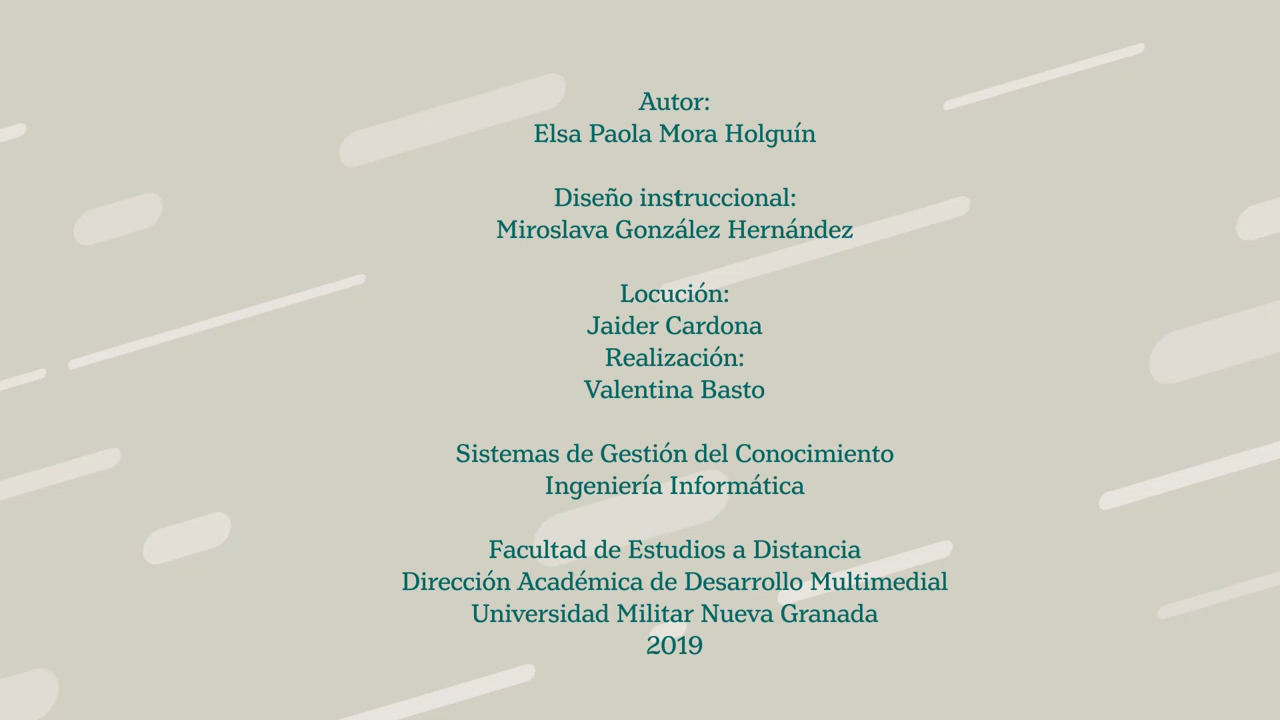 Autor:
Elsa Paola Mora Holguín
Diseño instruccional:
Miroslava González Hernández
Locución:
Jaider Cardona
Realización:
Valentina Basto
Sistemas de Gestión del Conocimiento
Ingeniería Informática
Facultad de Estudios a Distancia
Dirección Académica de Desarrollo Multimedial
Universidad Militar Nueva Granada
2019